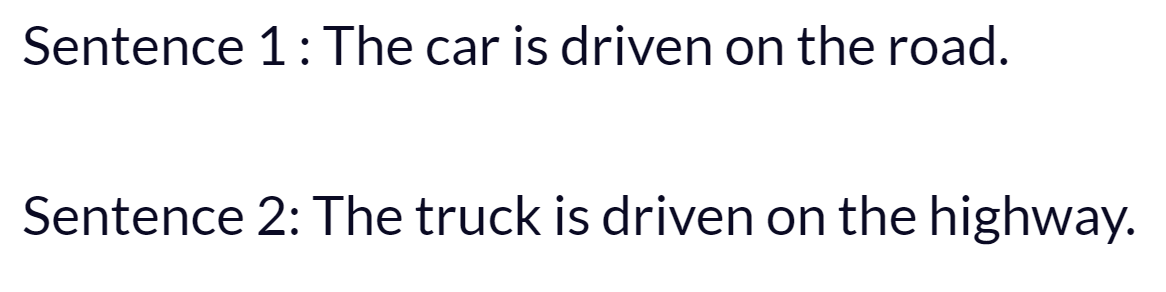 Sentence 1 : The car is driven on the road.
Sentence 2: The truck is driven on the highway.